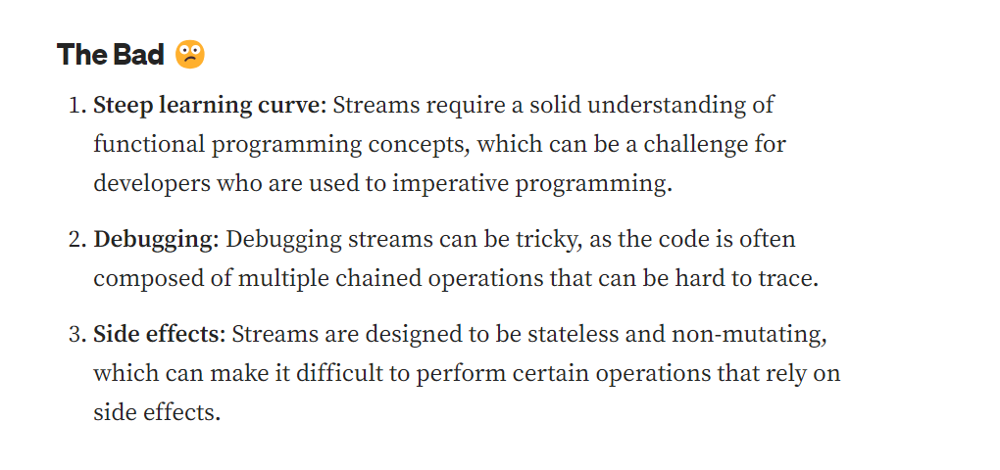 The Bad 😟
1. Steep learning curve: Streams require a solid understanding of
functional programming concepts, which can be a challenge for
developers who are used to imperative programming.
2. Debugging: Debugging streams can be tricky, as the code is often
composed of multiple chained operations that can be hard to trace.
3. Side effects: Streams are designed to be stateless and non-mutating,
which can make it difficult to perform certain operations that rely on
side effects.